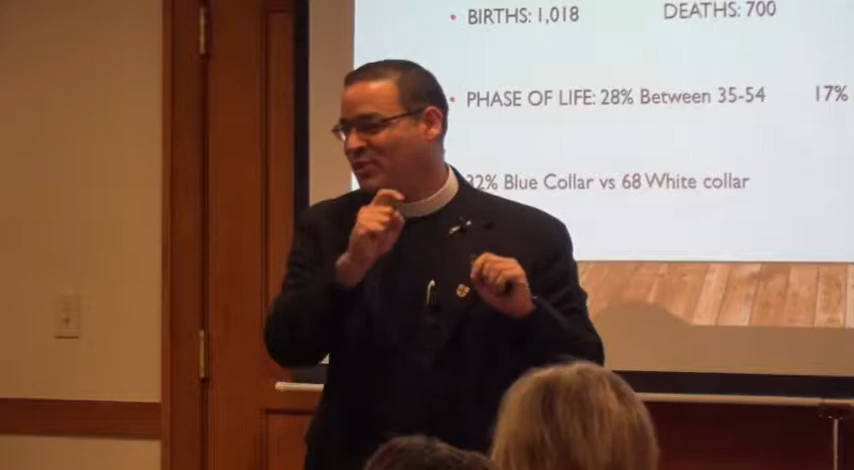 • BIRTHS: 1,018 DEATHS: 700
• PHASE OF LIFE: 28% Between 35-54 17%
32% Blue Collar vs 68 White collar